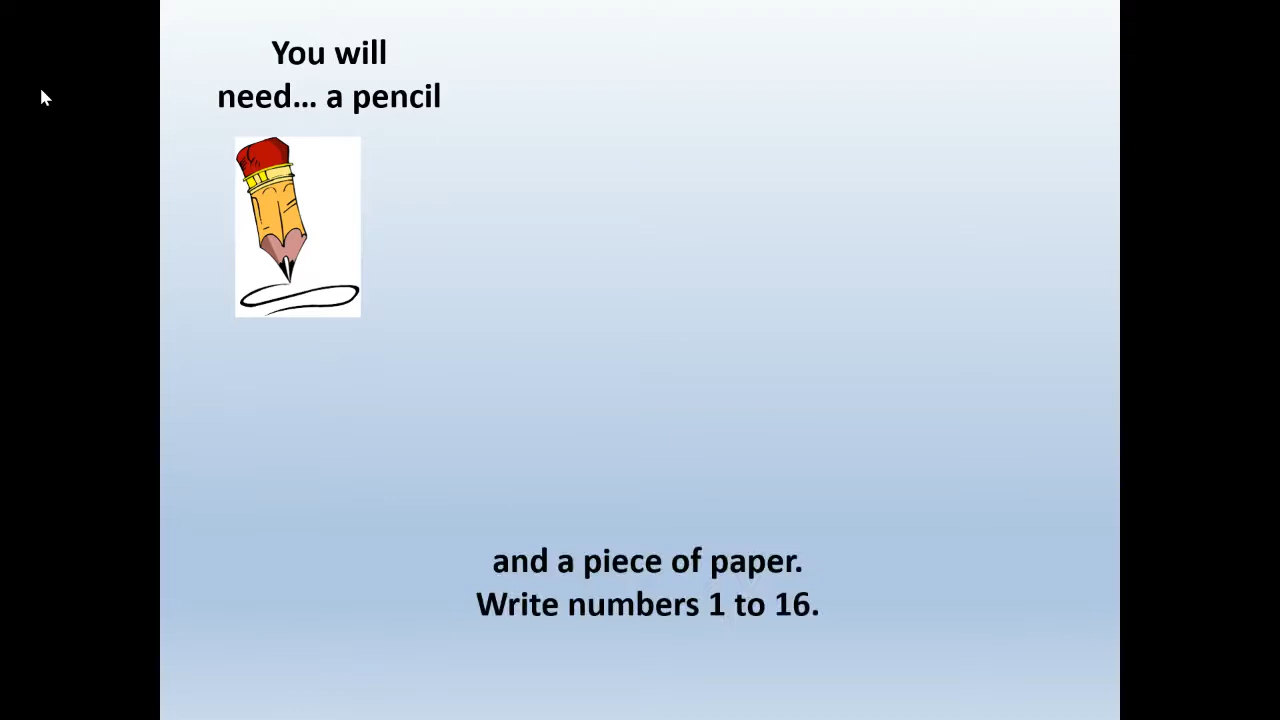 You will
need... a pencil
and a piece of paper.
Write numbers 1 to 16.